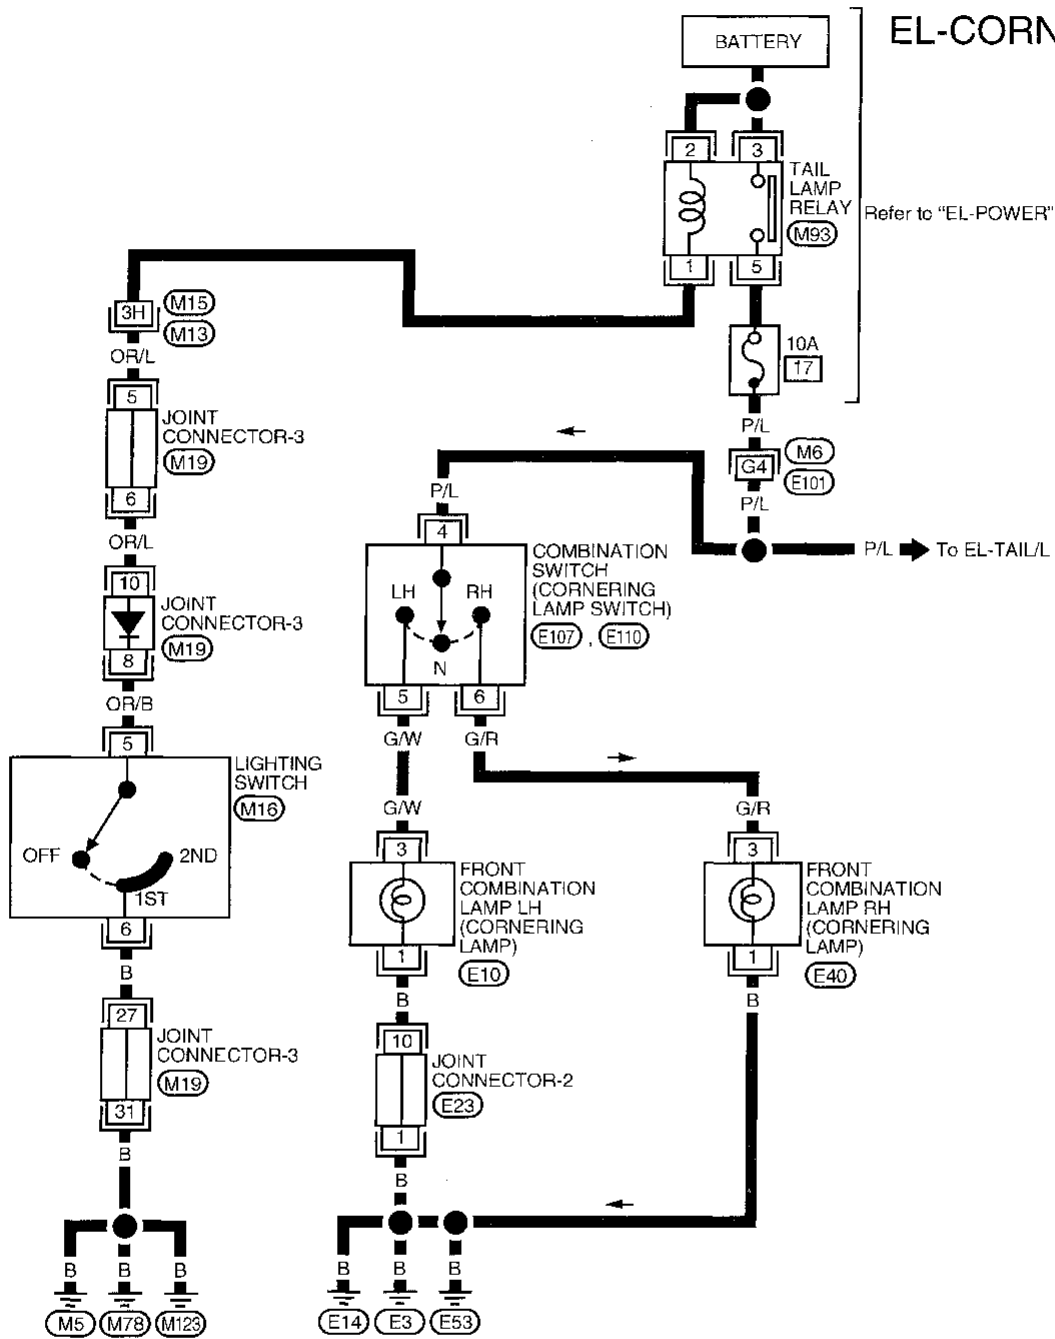 EL-CORN
BATTERY
2
3
TAIL
LAMP
RELAY
M93
Refer to "EL-POWER"
1
5
3H
M15
M13
10A
17
OR/L
5
JOINT
CONNECTOR-3
M19
6
P/L
G4
M6
E101
P/L
P/L
4
P/L
To EL-TAIL/L
OR/L
10
JOINT
CONNECTOR-3
M19
8
OR/B
5
LH
RH
N
COMBINATION
SWITCH
(CORNERING
LAMP SWITCH)
E107 , E110
5
6
G/W
G/R
LIGHTING
SWITCH
M16
OFF
2ND
1ST
6
G/W
3
FRONT
COMBINATION
LAMP LH
(CORNERING
LAMP)
E10
1
G/R
3
FRONT
COMBINATION
LAMP RH
(CORNERING
LAMP)
E40
1
B
B
B
27
JOINT
CONNECTOR-3
M19
31
B
10
JOINT
CONNECTOR-2
E23
1
B
B
B
B
B
B
B
M5
M78
M123
E14
E3
E53